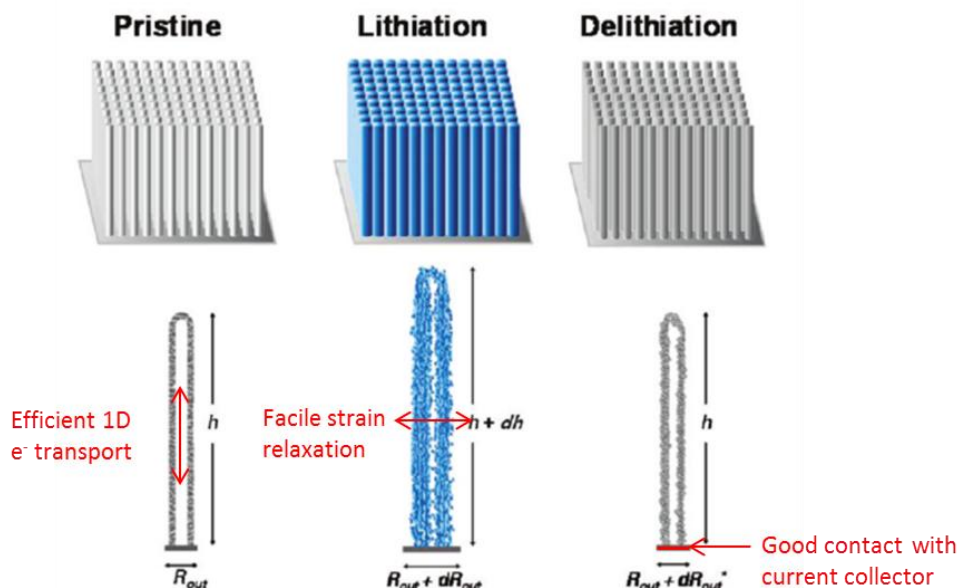 Pristine
Lithiation
Delithiation
Efficient 1D
e⁻ transport
h
Facile strain
relaxation
h + dh
h
Good contact with
current collector
R_out
R_out + dR_out
R_out + dR_out*